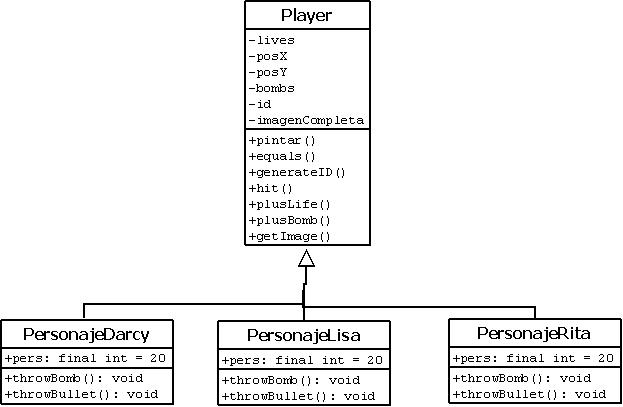 Player
-lives
-posX
-posY
-bombs
-id
-imagenCompleta
+pintar()
+equals()
+generateID()
+hit()
+plusLife()
+plusBomb()
+getImage()
PersonajeDarcy
+pers: final int = 20
+throwBomb(): void
+throwBullet(): void
PersonajeLisa
+pers: final int = 20
+throwBomb(): void
+throwBullet(): void
PersonajeRita
+pers: final int = 20
+throwBomb(): void
+throwBullet(): void